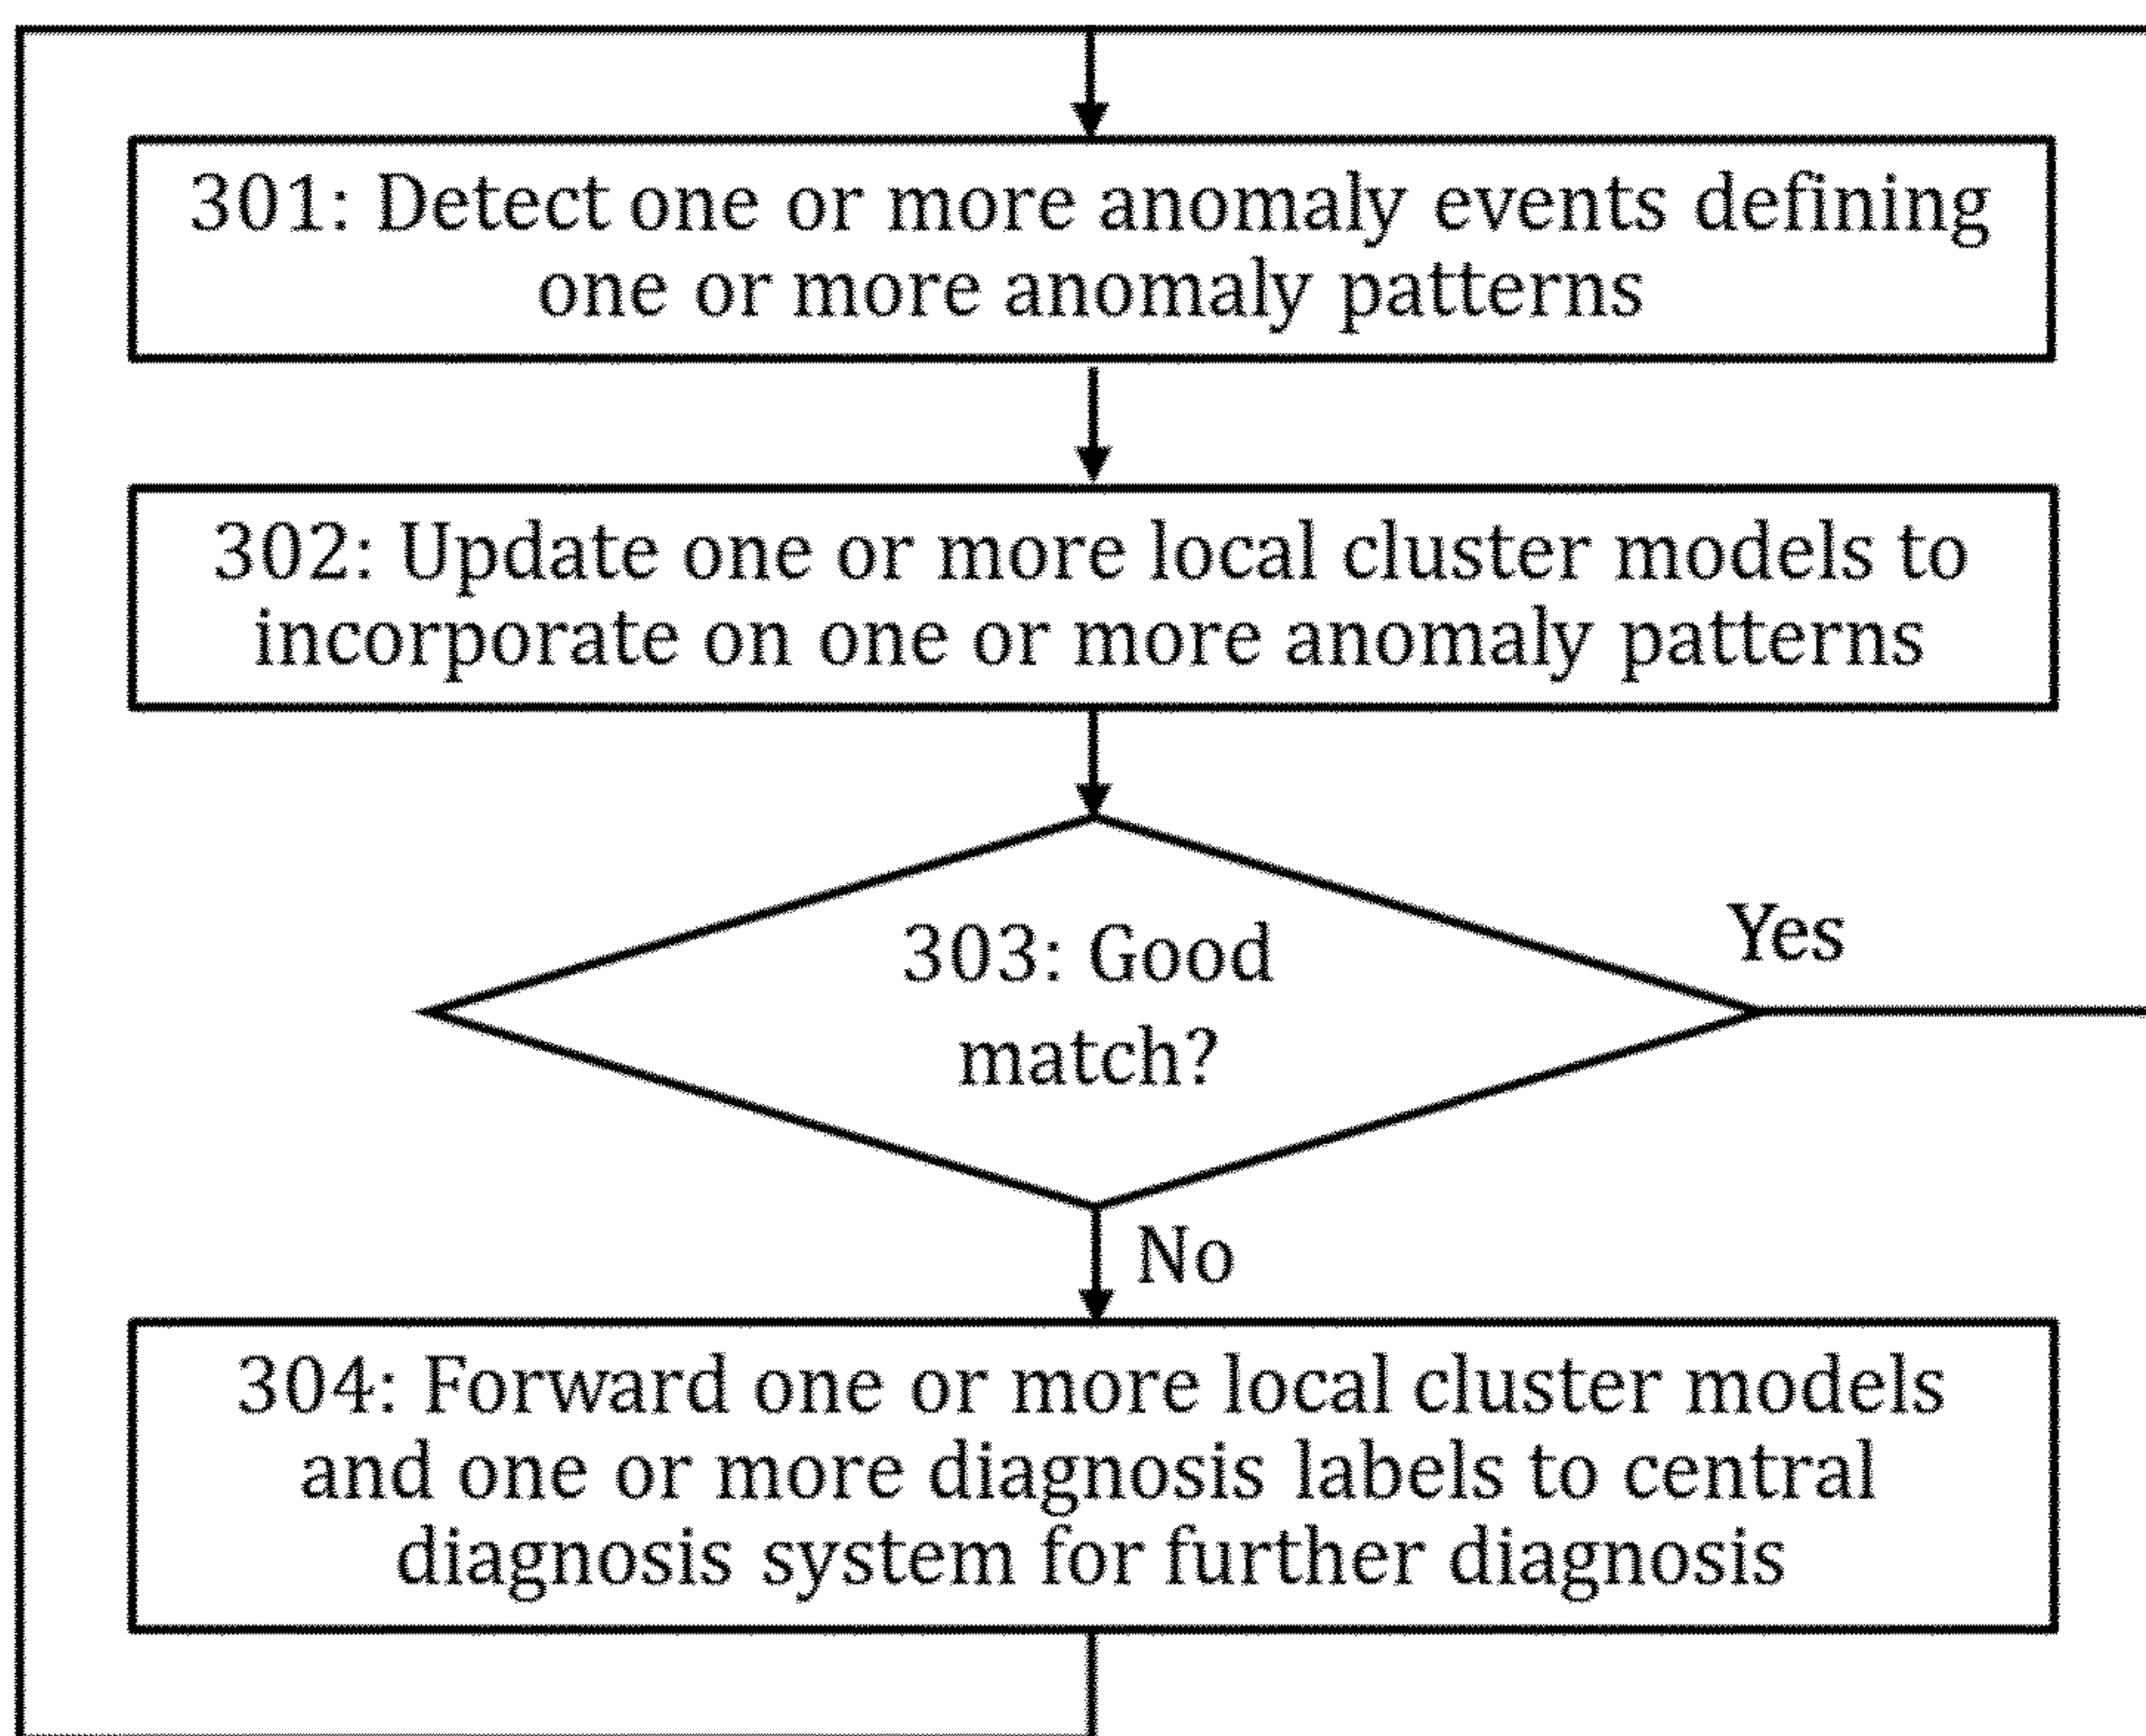 301: Detect one or more anomaly events defining
one or more anomaly patterns
302: Update one or more local cluster models to
incorporate on one or more anomaly patterns
303: Good
match?
Yes
No
304: Forward one or more local cluster models
and one or more diagnosis labels to central
diagnosis system for further diagnosis